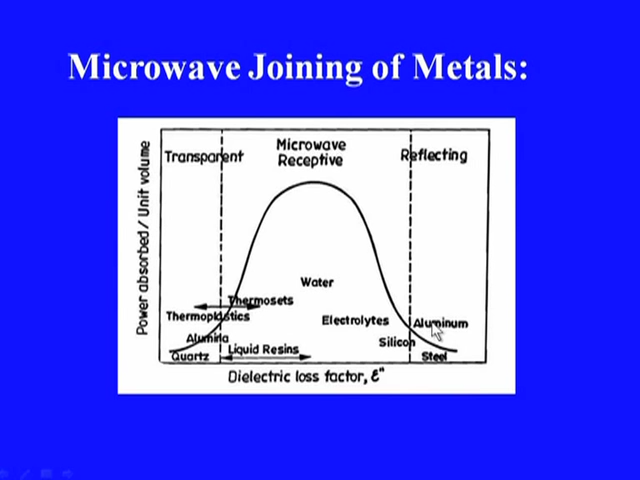 Microwave Joining of Metals:
Transparent
Microwave
Receptive
Reflecting
Power absorbed/Unit volume
Water
Thermosets
Thermoplastics
Electrolytes
Aluminum
Alumina
Silicon
Liquid Resins
Quartz
Steel
Dielectric loss factor, ε"